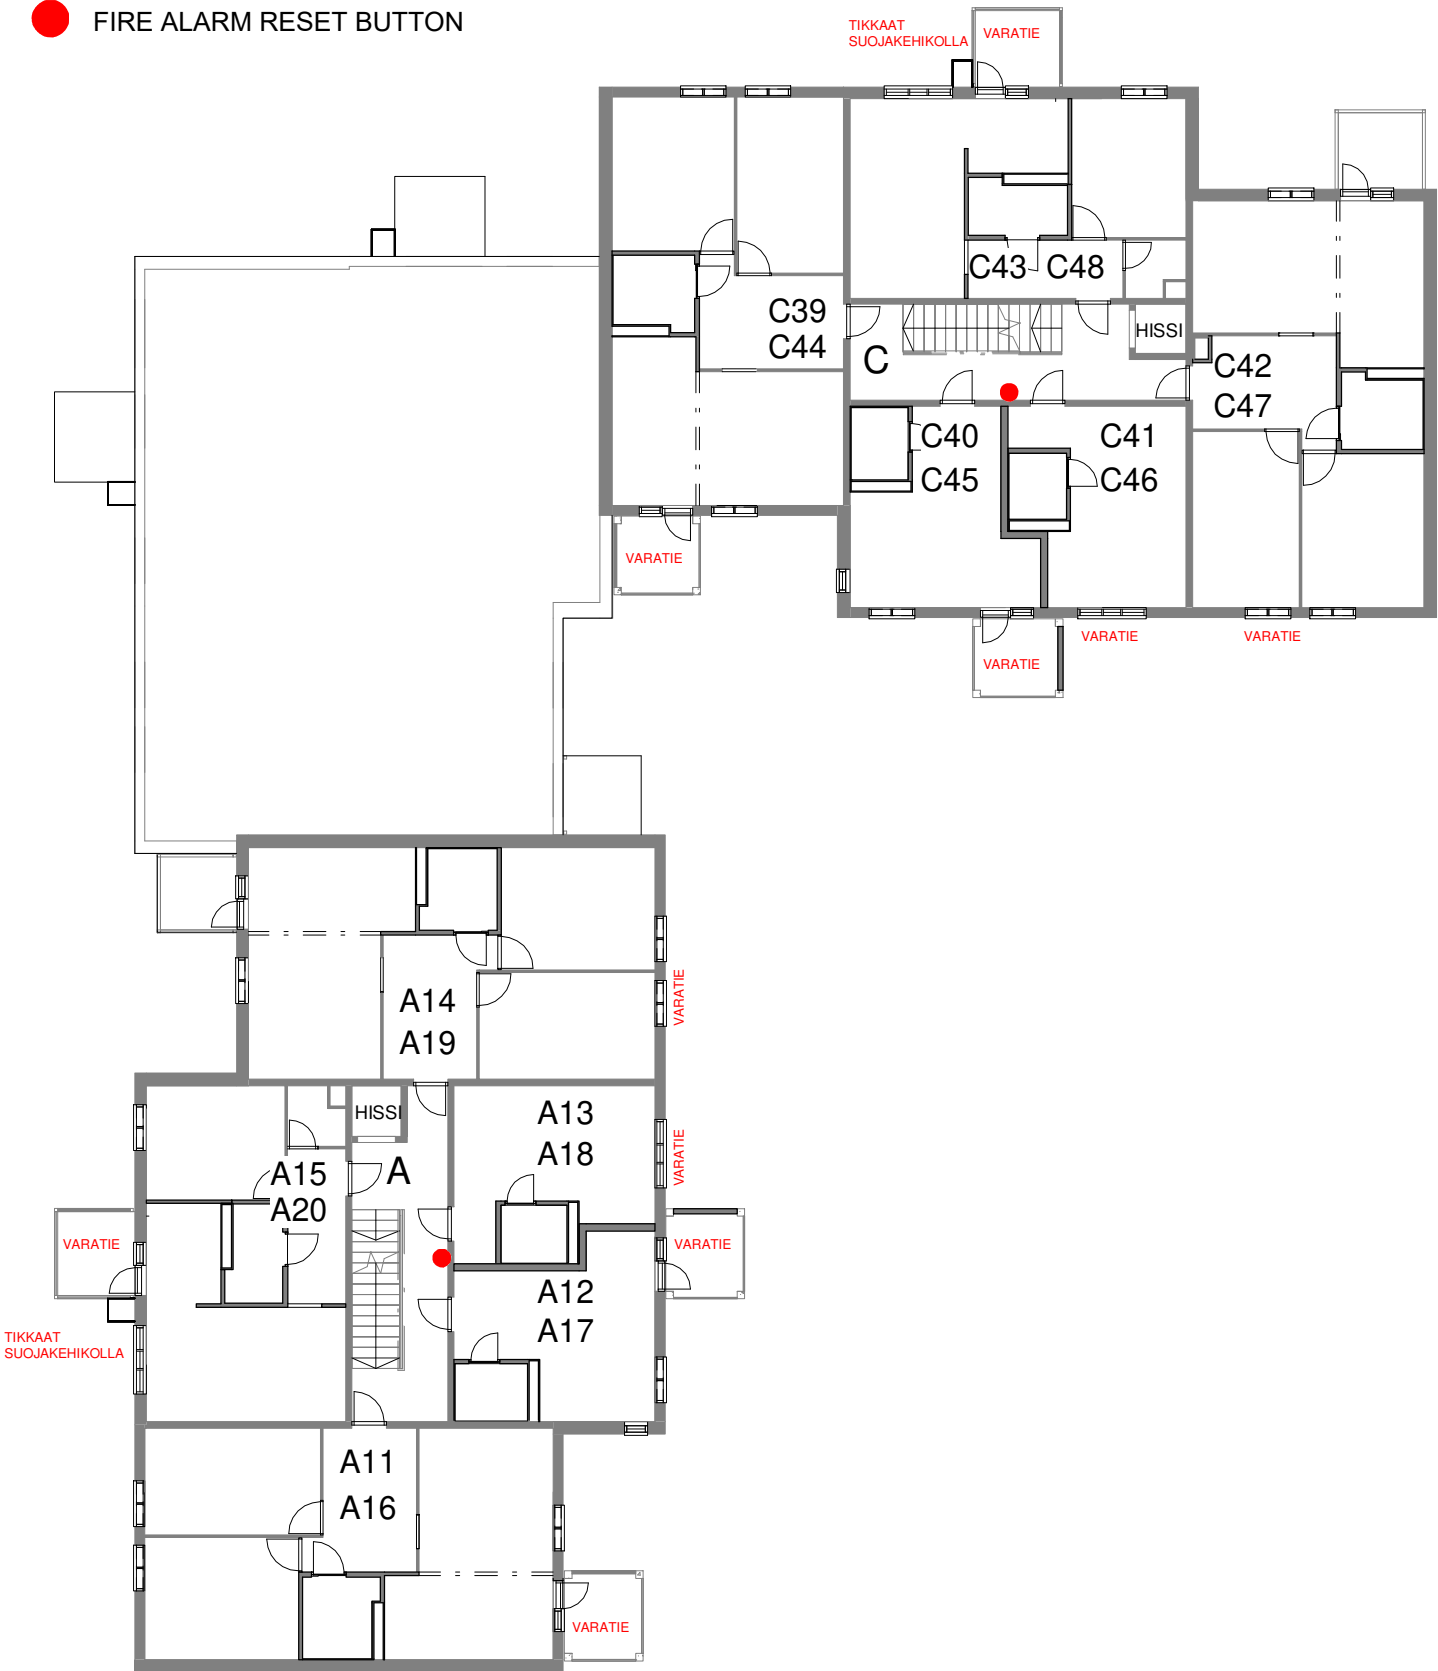 FIRE ALARM RESET BUTTON
TIKKAAT
SUOJAKEHIKOLLA
VARATIE
C43 C48
C39
C44
C
HISSI
C42
C47
C40
C45
C41
C46
VARATIE
VARATIE
VARATIE
VARATIE
A14
A19
VARATIE
HISSI
A13
A18
VARATIE
A15
A20
A
VARATIE
VARATIE
A12
A17
TIKKAAT
SUOJAKEHIKOLLA
A11
A16
VARATIE